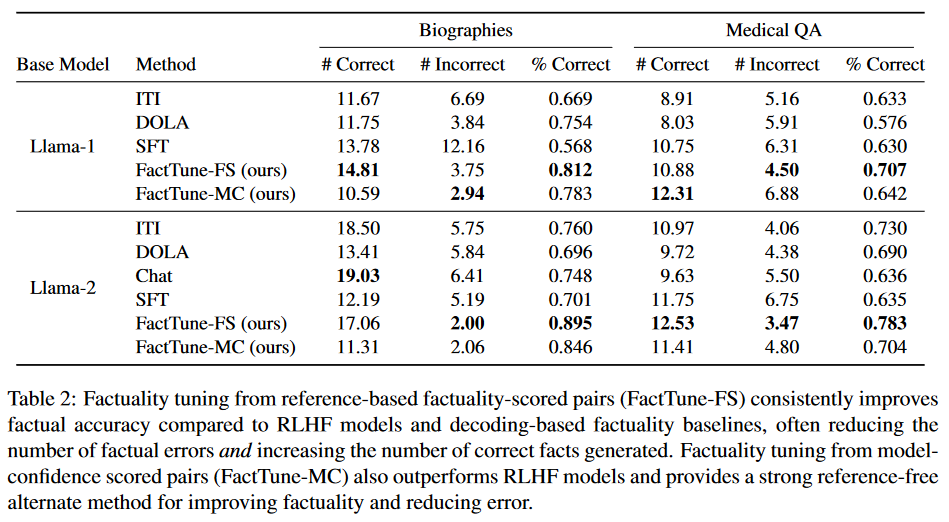 Biographies Medical QA
Base Model Method # Correct # Incorrect % Correct # Correct # Incorrect % Correct
ITI 11.67 6.69 0.669 8.91 5.16 0.633
DOLA 11.75 3.84 0.754 8.03 5.91 0.576
Llama-1 SFT 13.78 12.16 0.568 10.75 6.31 0.630
FactTune-FS (ours) 14.81 3.75 0.812 10.88 4.50 0.707
FactTune-MC (ours) 10.59 2.94 0.783 12.31 6.88 0.642
ITI 18.50 5.75 0.760 10.97 4.06 0.730
DOLA 13.41 5.84 0.696 9.72 4.38 0.690
Chat 19.03 6.41 0.748 9.63 5.50 0.636
Llama-2 SFT 12.19 5.19 0.701 11.75 6.75 0.635
FactTune-FS (ours) 17.06 2.00 0.895 12.53 3.47 0.783
FactTune-MC (ours) 11.31 2.06 0.846 11.41 4.80 0.704
Table 2: Factuality tuning from reference-based factuality-scored pairs (FactTune-FS) consistently improves
factual accuracy compared to RLHF models and decoding-based factuality baselines, often reducing the
number of factual errors and increasing the number of correct facts generated. Factuality tuning from model-
confidence scored pairs (FactTune-MC) also outperforms RLHF models and provides a strong reference-free
alternate method for improving factuality and reducing error.